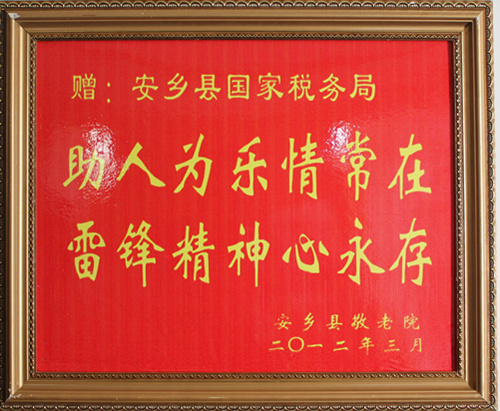 赠：安乡县国家税务局
助人为乐情常在
雷锋精神心永存
安乡县敬老院
二〇一二年三月